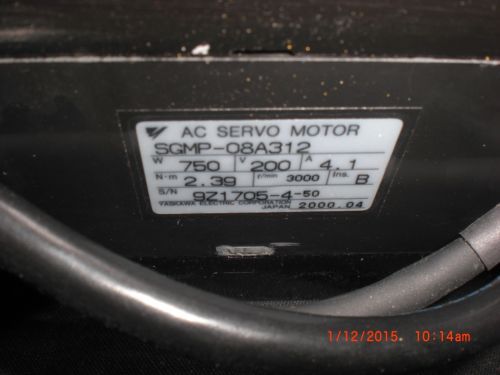 AC SERVO MOTOR
SGMP-08A312
W 750 V 200 A 4.1
N·m 2.39 r/min 3000 Ins. B
S/N 9Z1705-4-50
YASKAWA ELECTRIC CORPORATION
JAPAN 2000.04
1/12/2015 10:14am